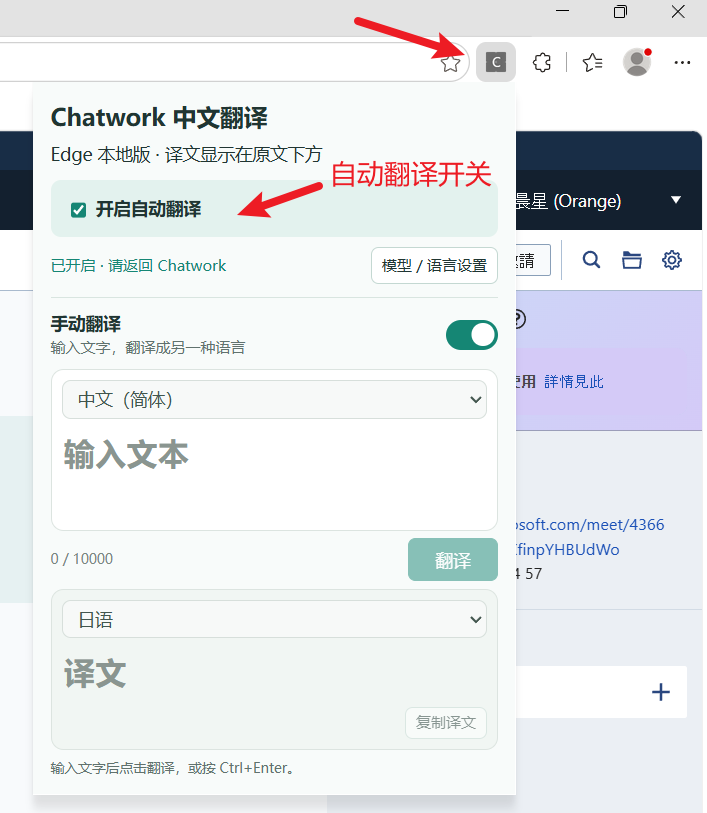 C
Chatwork 中文翻译
Edge 本地版 · 译文显示在原文下方
自动翻译开关
开启自动翻译
晨星 (Orange)
已开启 · 请返回 Chatwork
模型 / 语言设置
請
手动翻译
输入文字，翻译成另一种语言
使用 詳情見此
中文（简体）
输入文本
osoft.com/meet/4366
XfinpYHBUdWo
4 57
0 / 10000
翻译
日语
译文
复制译文
输入文字后点击翻译，或按 Ctrl+Enter。